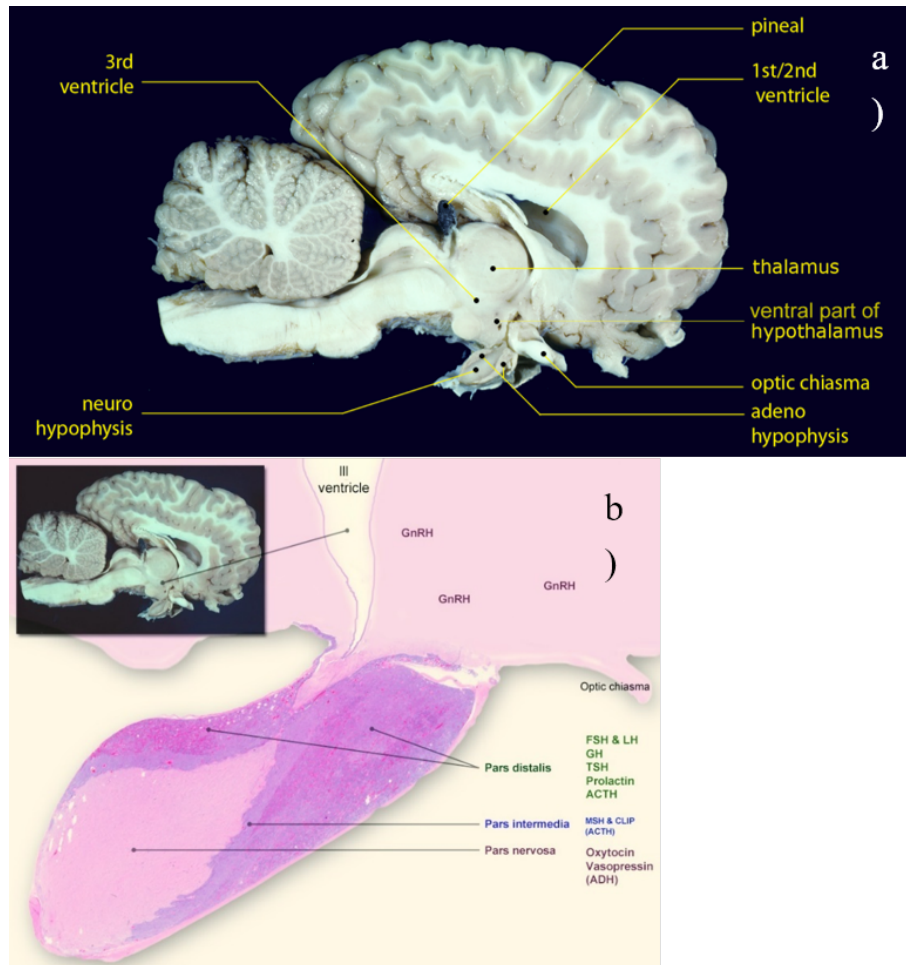 pineal
a
)
3rd
ventricle
1st/2nd
ventricle
thalamus
ventral part of
hypothalamus
optic chiasma
neuro
hypophysis
adeno
hypophysis
III
ventricle
b
)
GnRH
GnRH
GnRH
Optic chiasma
Pars distalis
FSH & LH
GH
TSH
Prolactin
ACTH
Pars intermedia
MSH & CLIP
(ACTH)
Pars nervosa
Oxytocin
Vasopressin
(ADH)